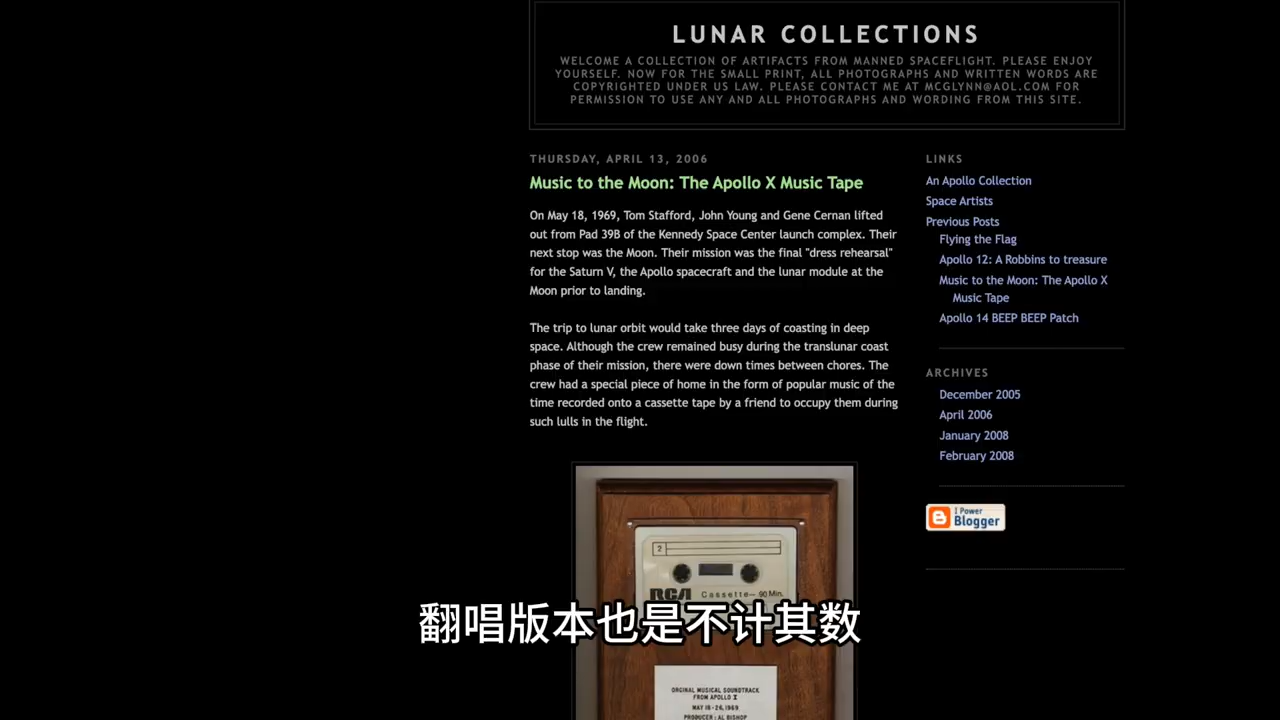 LUNAR COLLECTIONS
WELCOME A COLLECTION OF ARTIFACTS FROM MANNED SPACEFLIGHT. PLEASE ENJOY
YOURSELF. NOW FOR THE SMALL PRINT, ALL PHOTOGRAPHS AND WRITTEN WORDS ARE
COPYRIGHTED UNDER US LAW. PLEASE CONTACT ME AT MCGLYNN@AOL.COM FOR
PERMISSION TO USE ANY AND ALL PHOTOGRAPHS AND WORDING FROM THIS SITE.
THURSDAY, APRIL 13, 2006
Music to the Moon: The Apollo X Music Tape
On May 18, 1969, Tom Stafford, John Young and Gene Cernan lifted
out from Pad 39B of the Kennedy Space Center launch complex. Their
next stop was the Moon. Their mission was the final "dress rehearsal"
for the Saturn V, the Apollo spacecraft and the lunar module at the
Moon prior to landing.
The trip to lunar orbit would take three days of coasting in deep
space. Although the crew remained busy during the translunar coast
phase of their mission, there were down times between chores. The
crew had a special piece of home in the form of popular music of the
time recorded onto a cassette tape by a friend to occupy them during
such lulls in the flight.
2
RCA Cassette—90 Min.
翻唱版本也是不计其数
ORGINAL MUSICAL SOUNDTRACK
FROM APOLLO X
MAY 18-26,1969
PRODUCER: AL BISHOP
LINKS
An Apollo Collection
Space Artists
Previous Posts
Flying the Flag
Apollo 12: A Robbins to treasure
Music to the Moon: The Apollo X
Music Tape
Apollo 14 BEEP BEEP Patch
ARCHIVES
December 2005
April 2006
January 2008
February 2008
I Power
Blogger